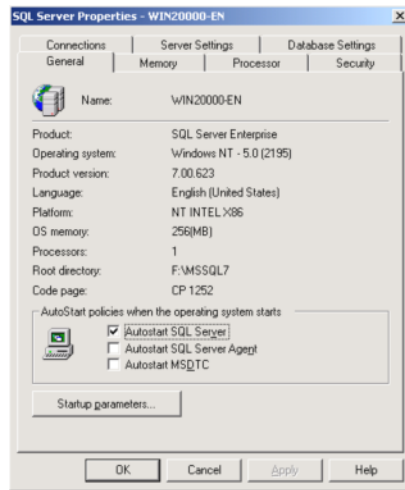 SQL Server Properties - WIN20000-EN
Connections Server Settings Database Settings
General Memory Processor Security
Name: WIN20000-EN
Product: SQL Server Enterprise
Operating system: Windows NT - 5.0 (2195)
Product version: 7.00.623
Language: English (United States)
Platform: NT INTEL X86
OS memory: 256(MB)
Processors: 1
Root directory: F:\MSSQL7
Code page: CP 1252
AutoStart policies when the operating system starts
Autostart SQL Server
Autostart SQL Server Agent
Autostart MSDTC
Startup parameters...
OK Cancel Apply Help